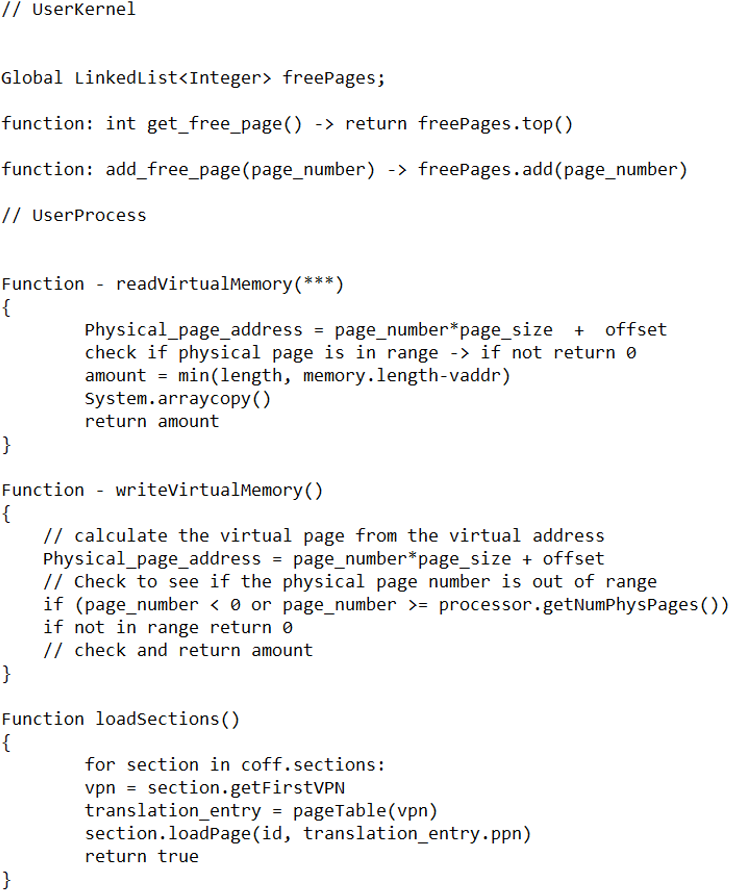 // UserKernel
Global LinkedList<Integer> freePages;
function: int get_free_page() -> return freePages.top()
function: add_free_page(page_number) -> freePages.add(page_number)
// UserProcess
Function - readVirtualMemory(***)
{
Physical_page_address = page_number*page_size  +  offset
check if physical page is in range -> if not return 0
amount = min(length, memory.length-vaddr)
System.arraycopy()
return amount
}
Function - writeVirtualMemory()
{
// calculate the virtual page from the virtual address
Physical_page_address = page_number*page_size + offset
// Check to see if the physical page number is out of range
if (page_number < 0 or page_number >= processor.getNumPhysPages())
if not in range return 0
// check and return amount
}
Function loadSections()
{
for section in coff.sections:
vpn = section.getFirstVPN
translation_entry = pageTable(vpn)
section.loadPage(id, translation_entry.ppn)
return true
}